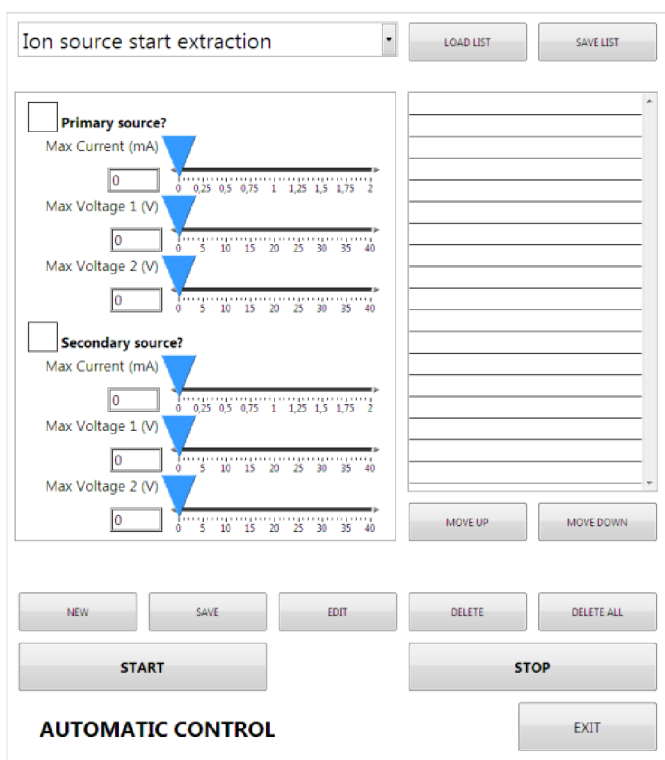 Ion source start extraction
LOAD LIST
SAVE LIST
Primary source?
Max Current (mA)
0
0 0,25 0,5 0,75 1 1,25 1,5 1,75 2
Max Voltage 1 (V)
0
0 5 10 15 20 25 30 35 40
Max Voltage 2 (V)
0
0 5 10 15 20 25 30 35 40
Secondary source?
Max Current (mA)
0
0 0,25 0,5 0,75 1 1,25 1,5 1,75 2
Max Voltage 1 (V)
0
0 5 10 15 20 25 30 35 40
Max Voltage 2 (V)
0
0 5 10 15 20 25 30 35 40
MOVE UP
MOVE DOWN
NEW
SAVE
EDIT
DELETE
DELETE ALL
START
STOP
AUTOMATIC CONTROL
EXIT